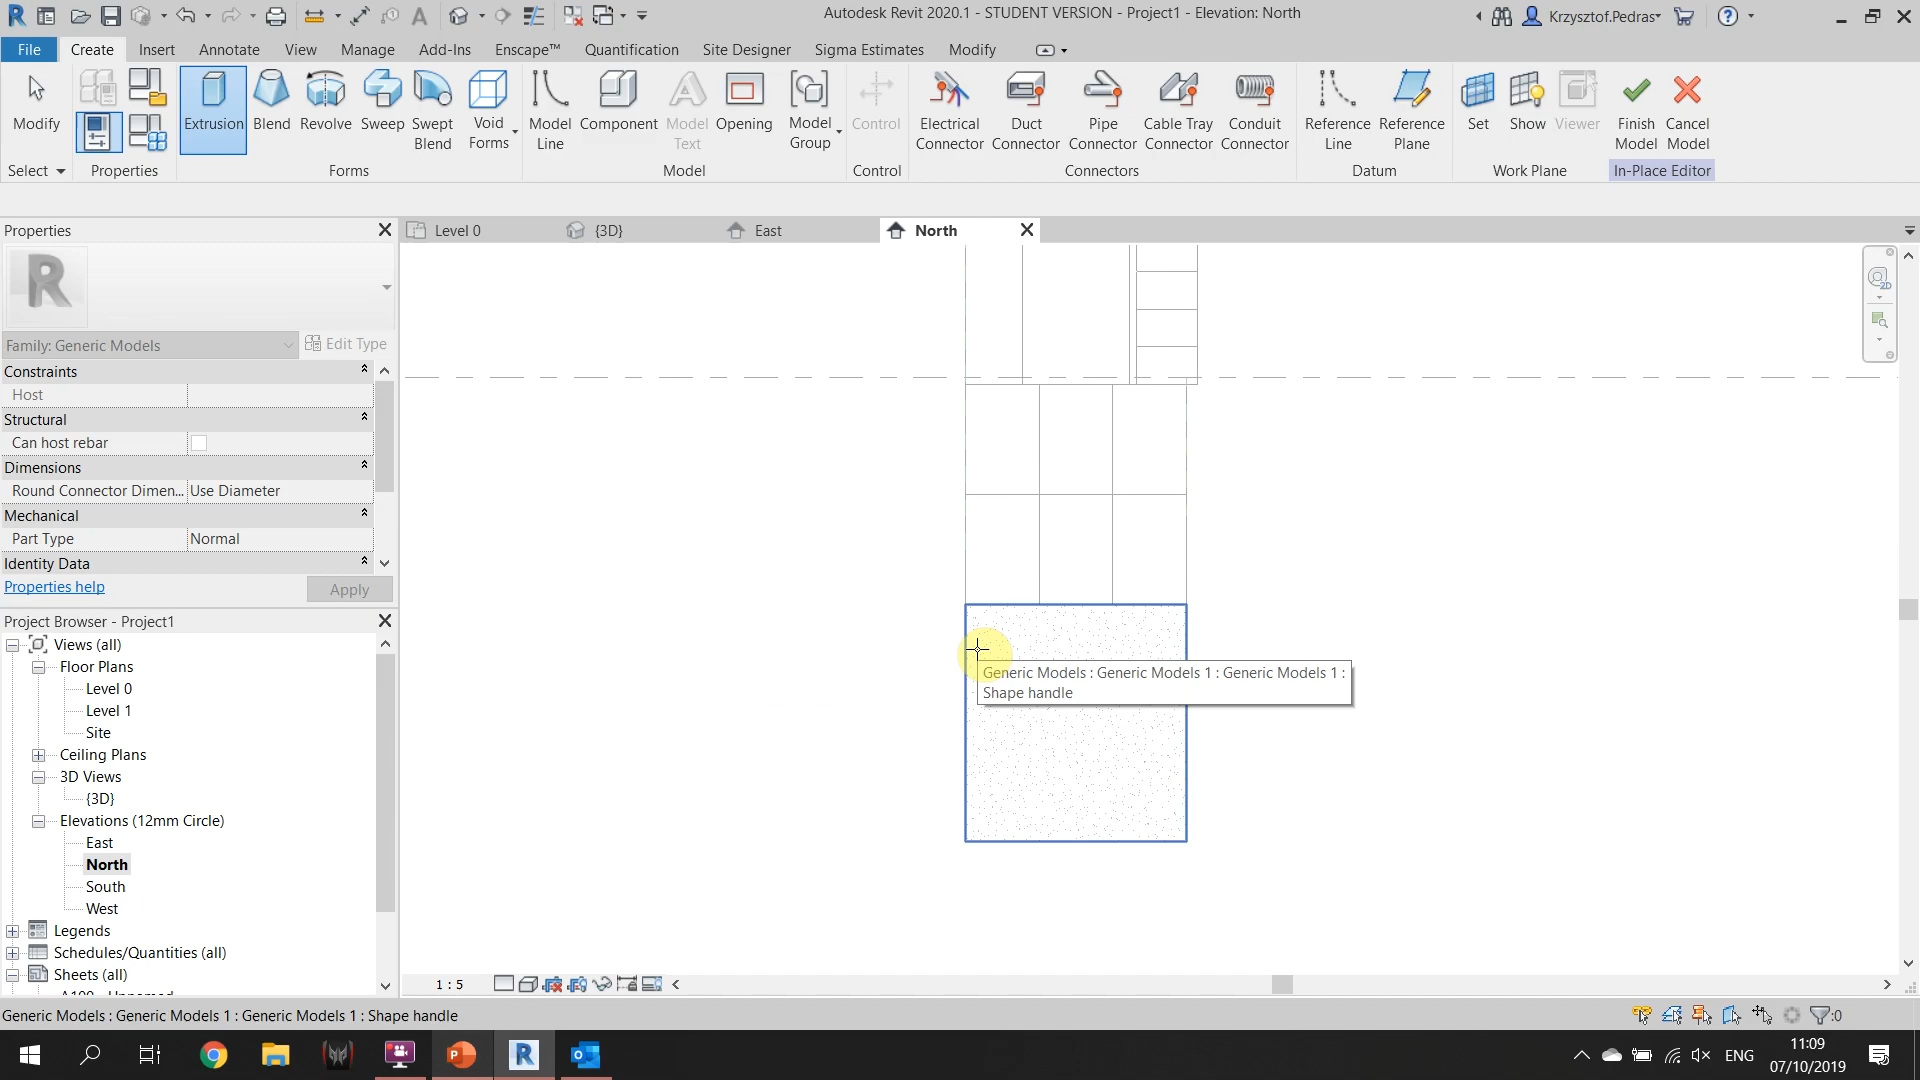 Autodesk Revit 2020.1 - STUDENT VERSION - Project1 - Elevation: North
Krzysztof.Pedras
File Create Insert Annotate View Manage Add-Ins Enscape™ Quantification Site Designer Sigma Estimates Modify
Modify
Extrusion Blend Revolve Sweep Swept Blend Void Forms
Model Line Component Model Text Opening Model Group
Control
Electrical Connector Duct Connector Pipe Connector Cable Tray Connector Conduit Connector
Reference Line Reference Plane
Set Show Viewer
Finish Model Cancel Model
Select Properties Forms Model Control Connectors Datum Work Plane In-Place Editor
Properties
Level 0 {3D} East North
R
Family: Generic Models Edit Type
Constraints
Host
Structural
Can host rebar
Dimensions
Round Connector Dimen... Use Diameter
Mechanical
Part Type Normal
Identity Data
Properties help Apply
Project Browser - Project1
Views (all)
Floor Plans
Level 0
Level 1
Site
Ceiling Plans
3D Views
{3D}
Elevations (12mm Circle)
East
North
South
West
Legends
Schedules/Quantities (all)
Sheets (all)
Generic Models : Generic Models 1 : Generic Models 1 :
Shape handle
1 : 5
Generic Models : Generic Models 1 : Generic Models 1 : Shape handle
:0
ENG
11:09
07/10/2019